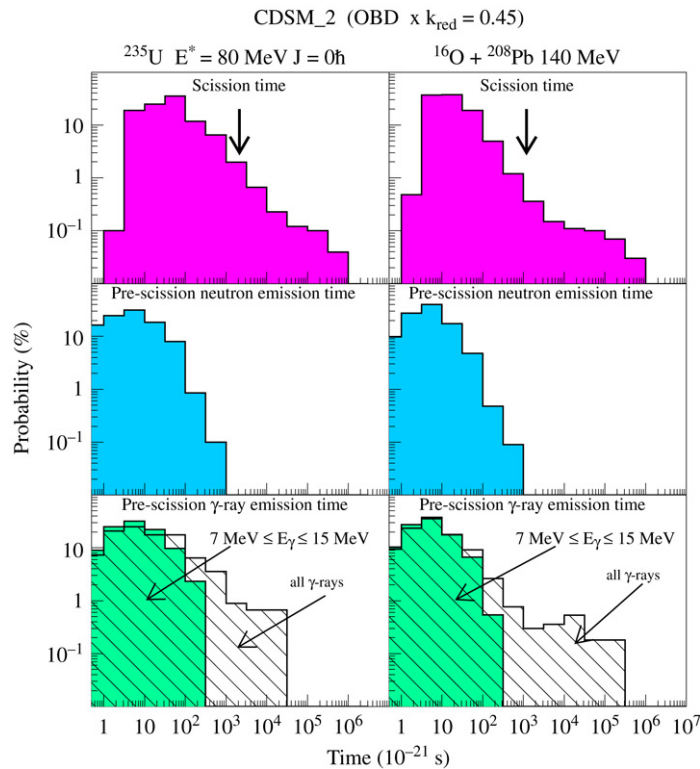 CDSM_2 (OBD x k_red = 0.45)
²³⁵U E* = 80 MeV J = 0ħ
¹⁶O + ²⁰⁸Pb 140 MeV
Scission time
Scission time
10
1
10⁻¹
Pre-scission neutron emission time
Pre-scission neutron emission time
10
1
10⁻¹
Probability (%)
Pre-scission γ-ray emission time
Pre-scission γ-ray emission time
10
1
10⁻¹
7 MeV ≤ E_γ ≤ 15 MeV
7 MeV ≤ E_γ ≤ 15 MeV
all γ-rays
all γ-rays
1 10 10² 10³ 10⁴ 10⁵ 10⁶
1 10 10² 10³ 10⁴ 10⁵ 10⁶ 10⁷
Time (10⁻²¹ s)